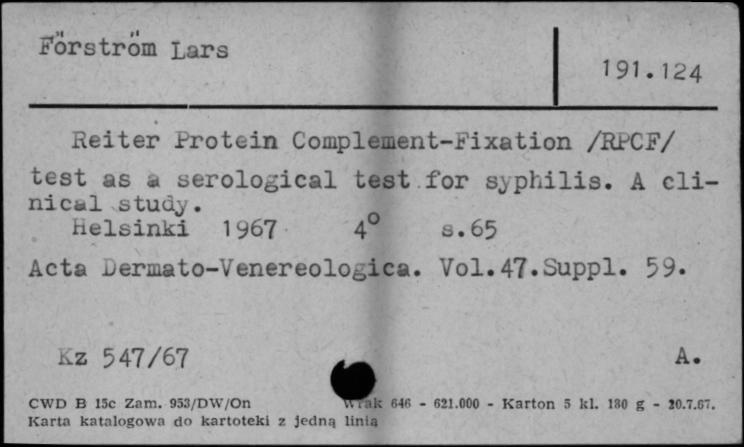 Förström Lars
191.124
Reiter Protein Complement-Fixation /RPCF/
test as a serological test for syphilis. A cli-
nical study.
Helsinki 1967 4° s.65
Acta Dermato-Venereologica. Vol.47.Suppl. 59.
Kz 547/67 A.
CWD B 15c Zam. 953/DW/On 646 - 621.000 - Karton 5 kl. 180 g - 20.7.67.
Karta katalogowa do kartoteki z jedną linią